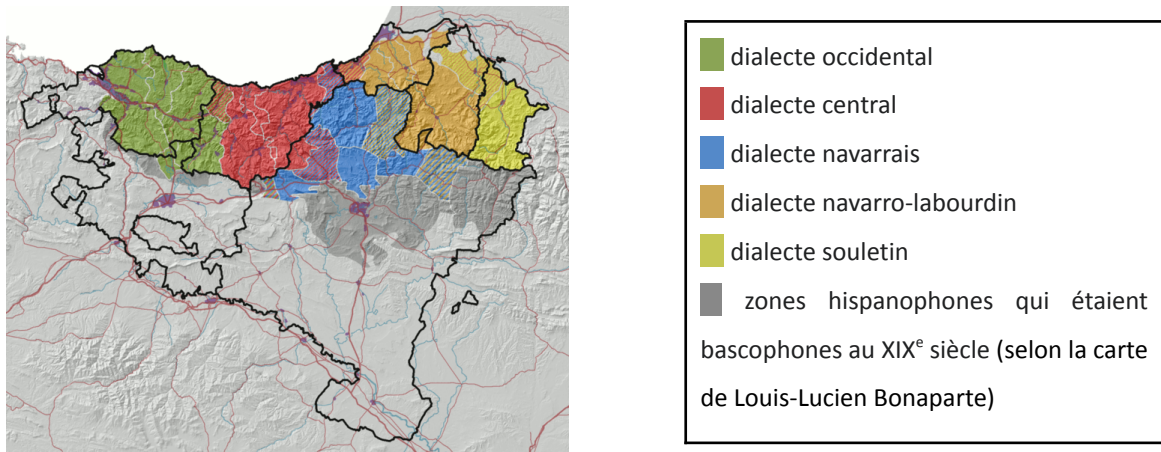 dialecte occidental
dialecte central
dialecte navarrais
dialecte navarro-labourdin
dialecte souletin
zones hispanophones qui étaient
bascophones au XIXe siècle (selon la carte
de Louis-Lucien Bonaparte)